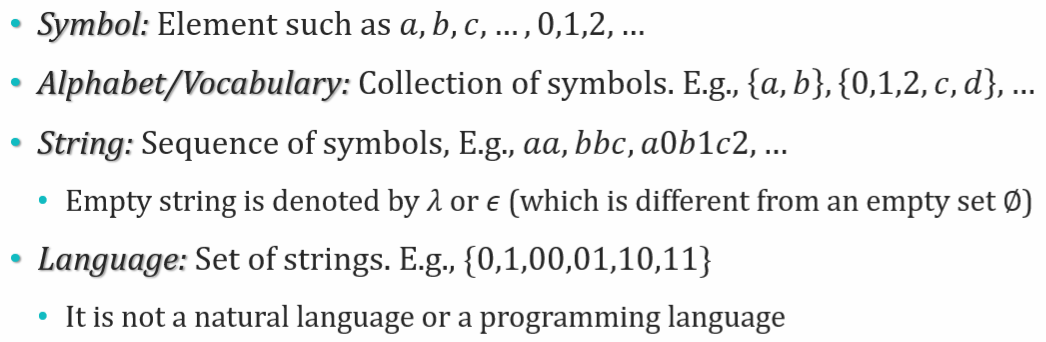 • Symbol: Element such as a, b, c, … , 0,1,2, …
• Alphabet/Vocabulary: Collection of symbols. E.g., {a, b}, {0,1,2, c, d}, …
• String: Sequence of symbols, E.g., aa, bbc, a0b1c2, …
• Empty string is denoted by λ or ϵ (which is different from an empty set ∅)
• Language: Set of strings. E.g., {0,1,00,01,10,11}
• It is not a natural language or a programming language